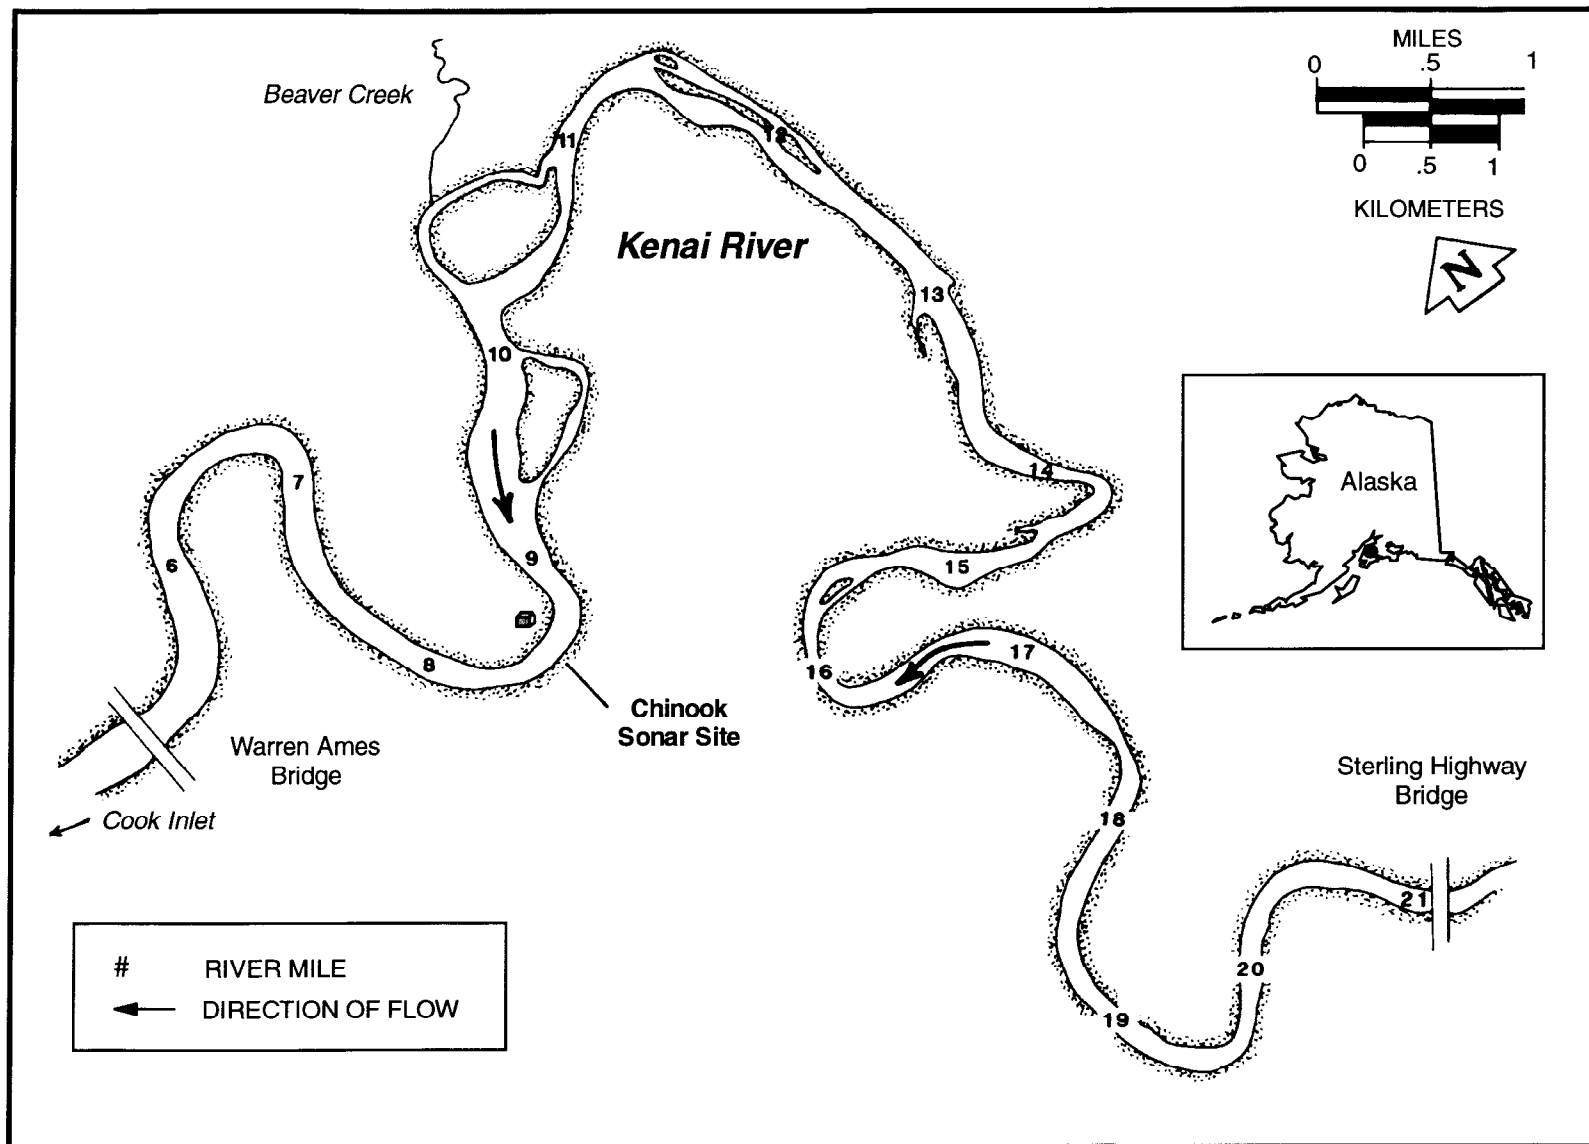 MILES
0 .5 1
0 .5 1
KILOMETERS
N
Beaver Creek
11
12
Kenai River
13
10
14
Alaska
7
6
9
15
8
16
17
Chinook
Sonar Site
Warren Ames
Bridge
Cook Inlet
18
Sterling Highway
Bridge
21
20
19
# RIVER MILE
DIRECTION OF FLOW